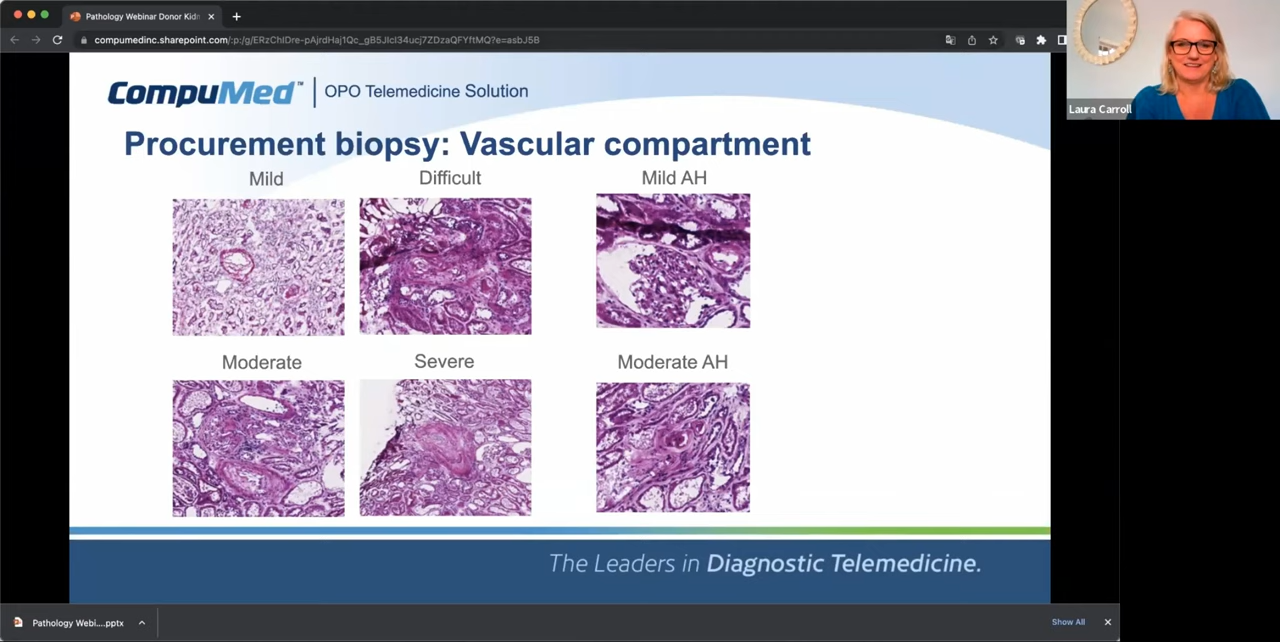 Pathology Webinar Donor Kidn
compumedinc.sharepoint.com/:p:/g/ERzChIDre-pAjrdHaj1Qc_gB5JIcI34ucj7ZDzaQFYftMQ?e=asbJ5B
Laura Carroll
CompuMed™ | OPO Telemedicine Solution
Procurement biopsy: Vascular compartment
Mild
Difficult
Mild AH
Moderate
Severe
Moderate AH
The Leaders in Diagnostic Telemedicine.
Pathology Webi....pptx
Show All